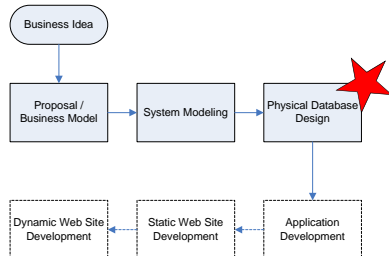 Business Idea
Proposal /
Business Model
System Modeling
Physical Database
Design
Dynamic Web Site
Development
Static Web Site
Development
Application
Development